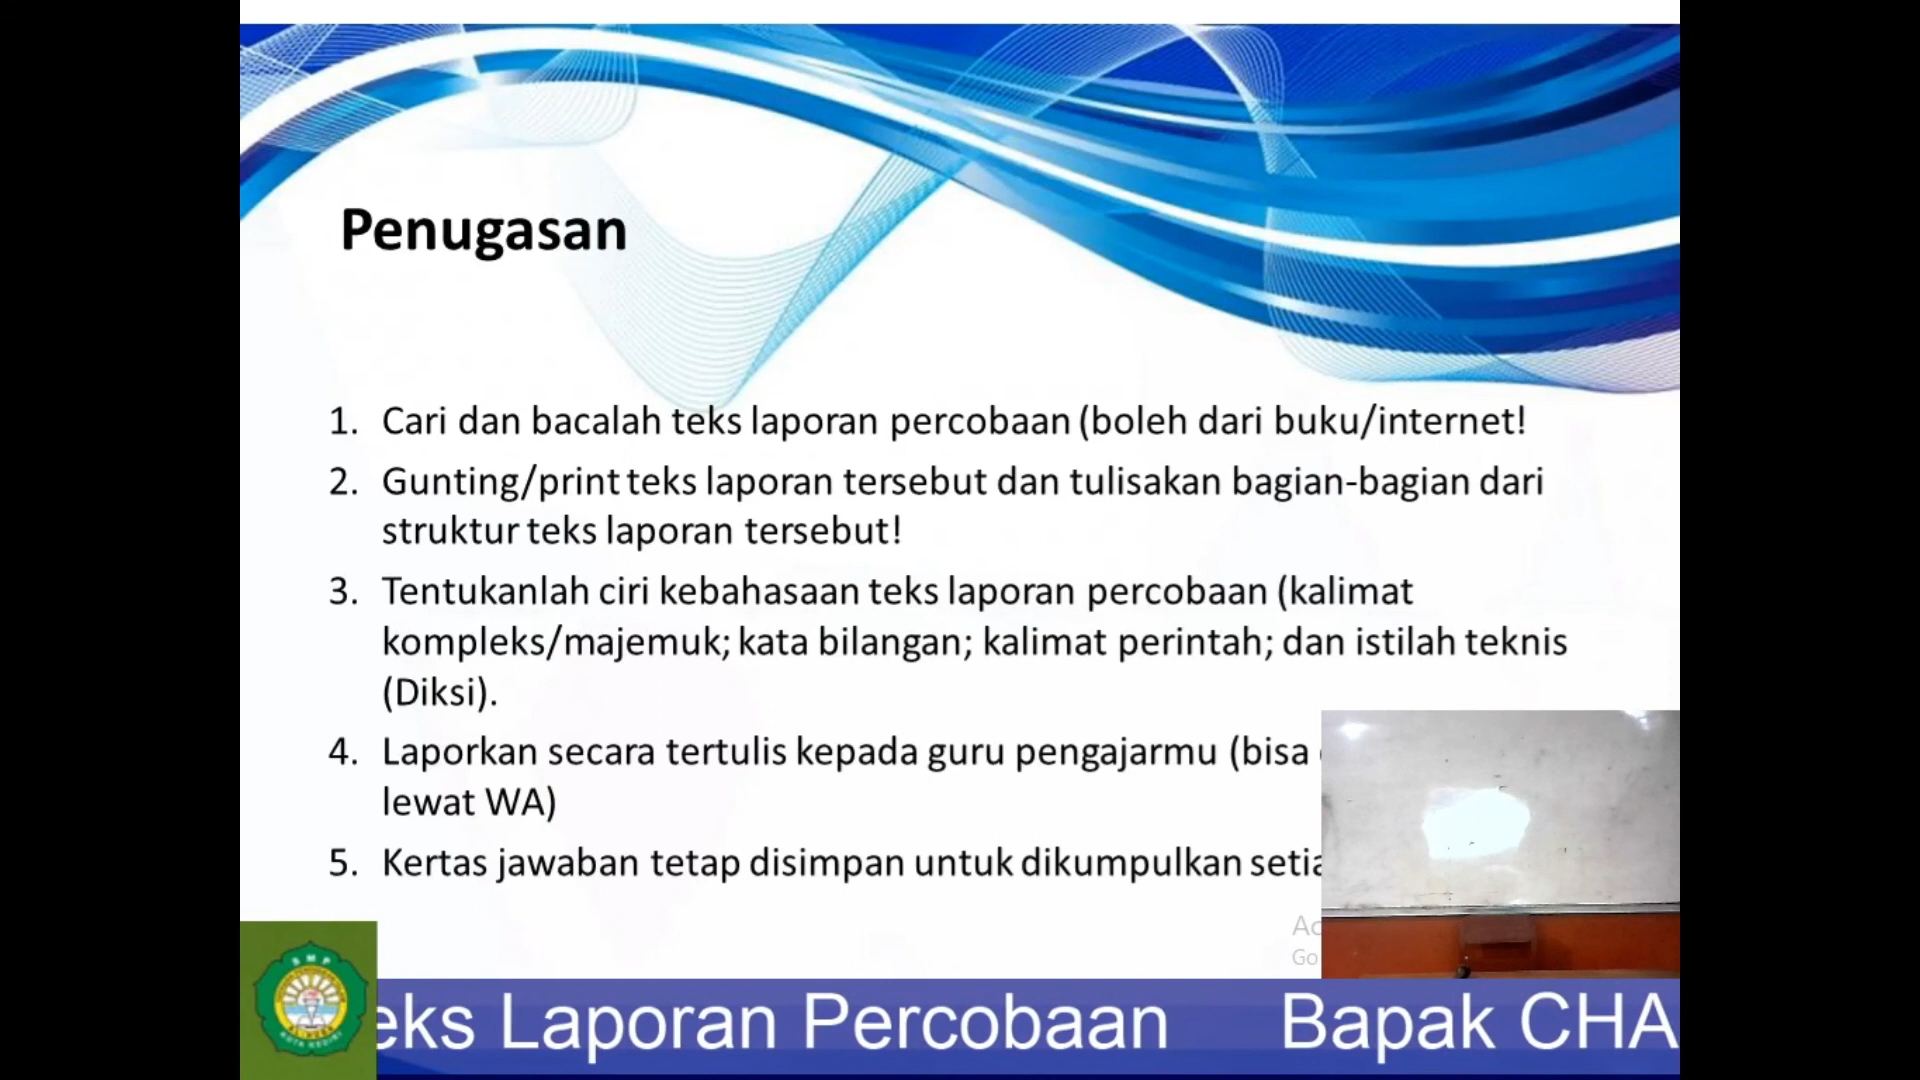 Penugasan
1. Cari dan bacalah teks laporan percobaan (boleh dari buku/internet!
2. Gunting/print teks laporan tersebut dan tulisakan bagian-bagian dari
struktur teks laporan tersebut!
3. Tentukanlah ciri kebahasaan teks laporan percobaan (kalimat
kompleks/majemuk; kata bilangan; kalimat perintah; dan istilah teknis
(Diksi).
4. Laporkan secara tertulis kepada guru pengajarmu (bisa
lewat WA)
5. Kertas jawaban tetap disimpan untuk dikumpulkan
Go
SMP
eks Laporan Percobaan Bapak CHA